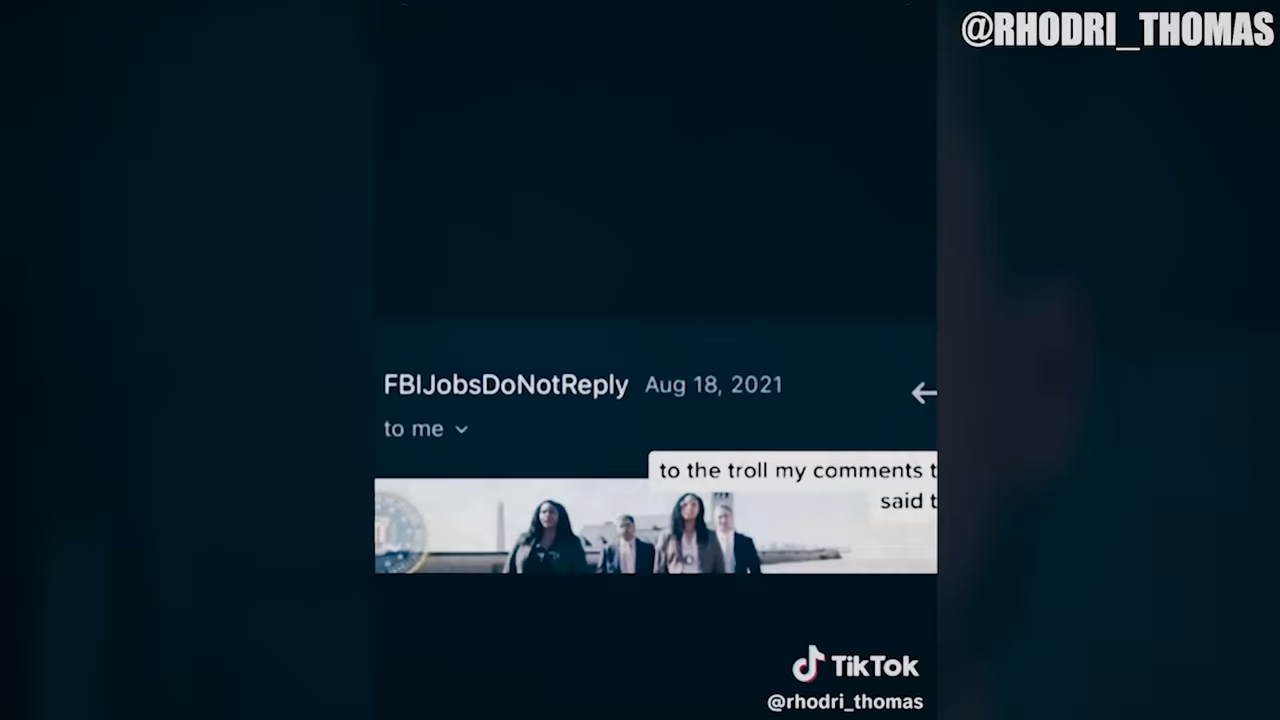 @RHODRI_THOMAS
FBIJobsDoNotReply Aug 18, 2021
to me
to the troll my comments t
said t
TikTok
@rhodri_thomas